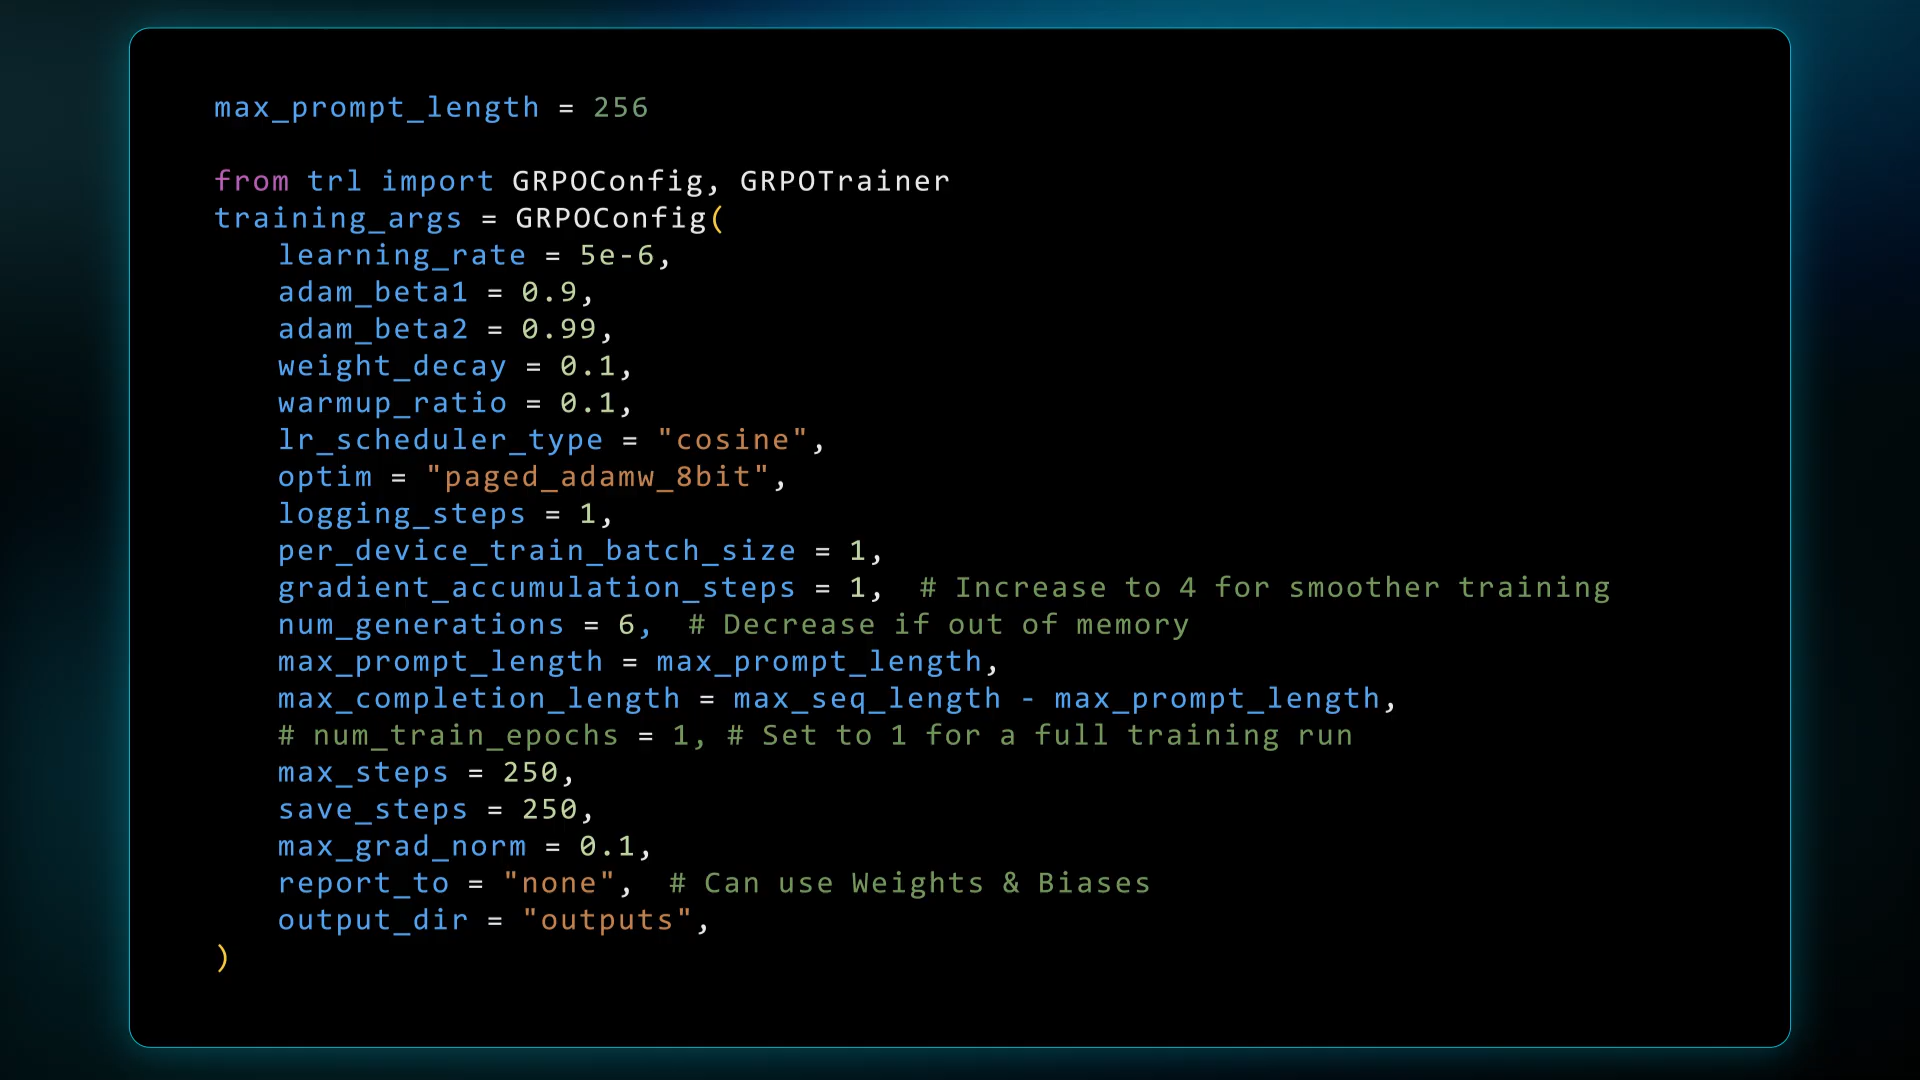 max_prompt_length = 256
from trl import GRPOConfig, GRPOTrainer
training_args = GRPOConfig(
learning_rate = 5e-6,
adam_beta1 = 0.9,
adam_beta2 = 0.99,
weight_decay = 0.1,
warmup_ratio = 0.1,
lr_scheduler_type = "cosine",
optim = "paged_adamw_8bit",
logging_steps = 1,
per_device_train_batch_size = 1,
gradient_accumulation_steps = 1,  # Increase to 4 for smoother training
num_generations = 6,  # Decrease if out of memory
max_prompt_length = max_prompt_length,
max_completion_length = max_seq_length - max_prompt_length,
# num_train_epochs = 1, # Set to 1 for a full training run
max_steps = 250,
save_steps = 250,
max_grad_norm = 0.1,
report_to = "none",  # Can use Weights & Biases
output_dir = "outputs",
)